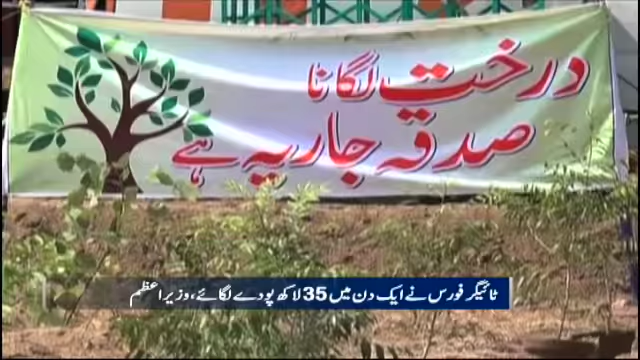 درخت لگانا
صدقہ جاریہ ہے
ٹائیگر فورس نے ایک دن میں 35 لاکھ پودے لگائے، وزیراعظم